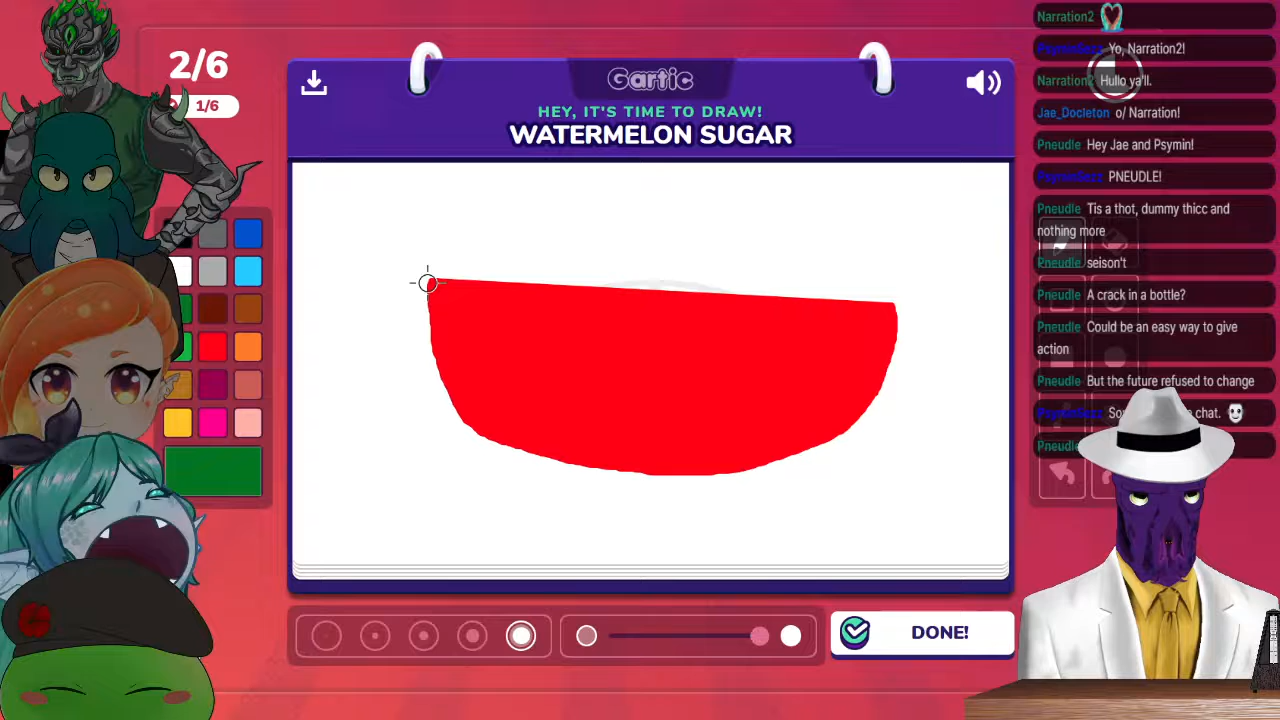 2/6
1/6
Gartic
HEY, IT'S TIME TO DRAW!
WATERMELON SUGAR
DONE!
Narration2
Yo, Narration2!
Hullo ya'll.
Jae_Docleton o/ Narration!
Pneudle Hey Jae and Psymin!
PNEUDLE!
Pneudle Tis a thot, dummy thicc and
nothing more
Pneudle seison't
Pneudle A crack in a bottle?
Pneudle Could be an easy way to give
action
Pneudle But the future refused to change
chat.
Pneudle